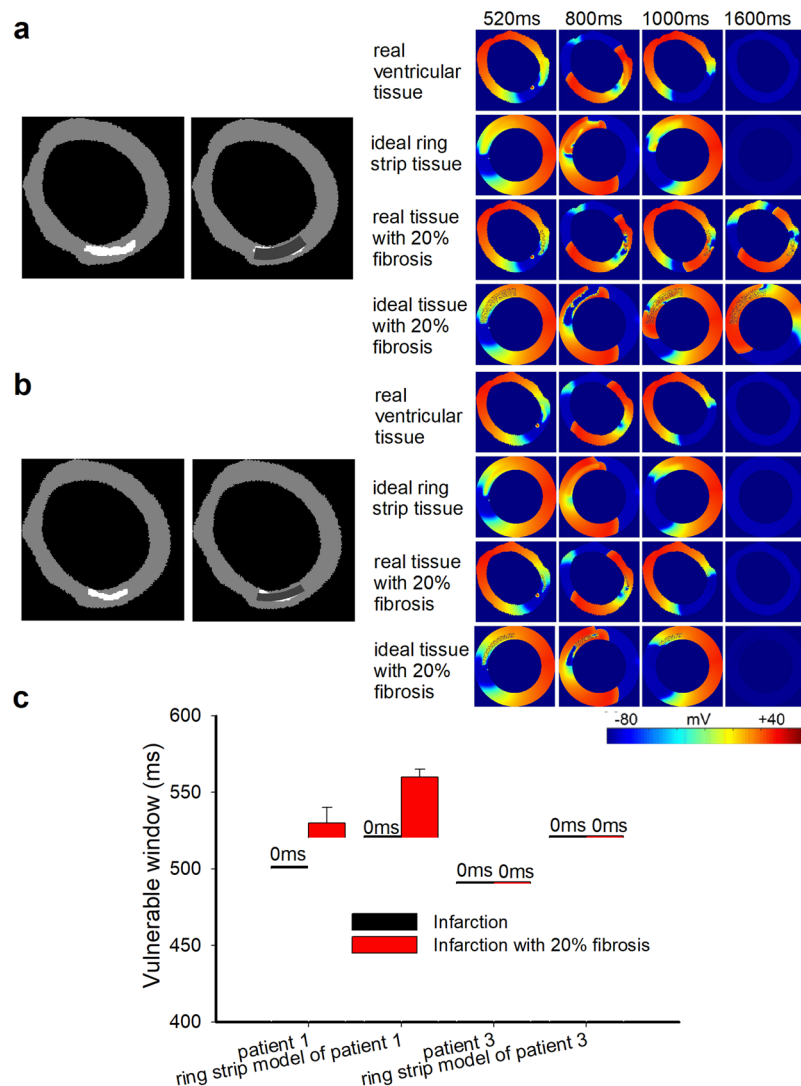 a
520ms 800ms 1000ms 1600ms
real
ventricular
tissue
ideal ring
strip tissue
real tissue
with 20%
fibrosis
ideal tissue
with 20%
fibrosis
b
real
ventricular
tissue
ideal ring
strip tissue
real tissue
with 20%
fibrosis
ideal tissue
with 20%
fibrosis
-80 mV +40
c
Vulnerable window (ms)
600
550
500
450
400
0ms
0ms
0ms 0ms
0ms 0ms
Infarction
Infarction with 20% fibrosis
patient 1
ring strip model of patient 1
patient 3
ring strip model of patient 3